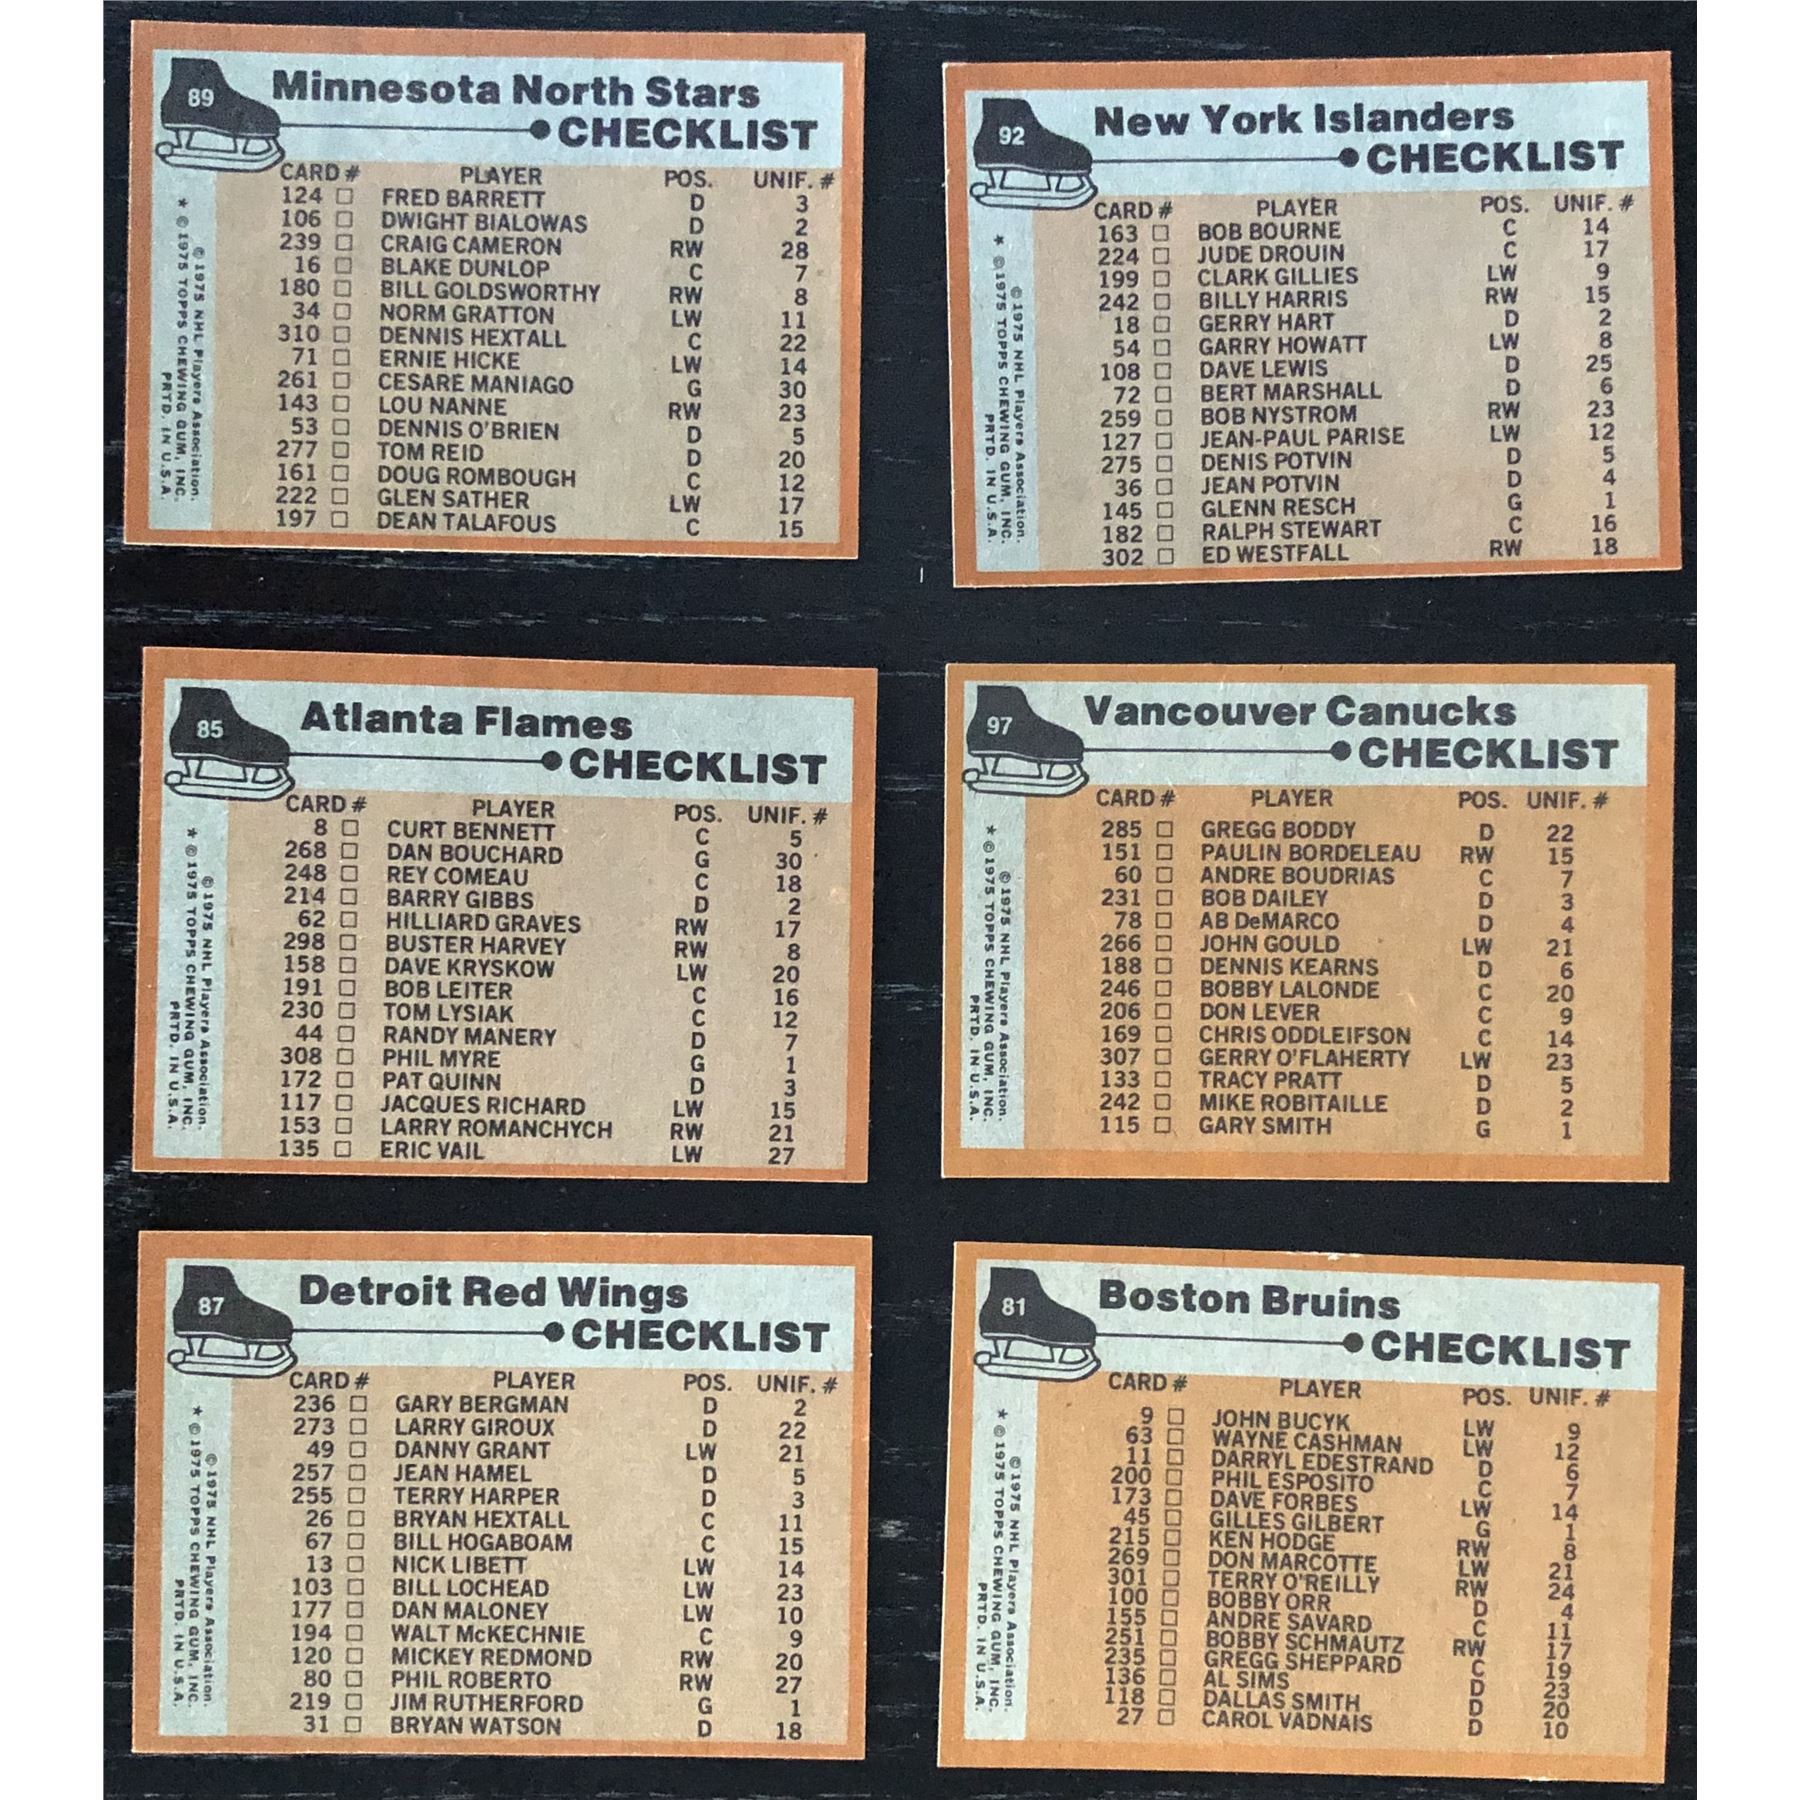 89
Minnesota North Stars
CHECKLIST
CARD # PLAYER POS. UNIF. #
124 □ FRED BARRETT D 3
106 □ DWIGHT BIALOWAS D 2
239 □ CRAIG CAMERON RW 28
16 □ BLAKE DUNLOP C 7
180 □ BILL GOLDSWORTHY RW 8
34 □ NORM GRATTON LW 11
310 □ DENNIS HEXTALL C 22
71 □ ERNIE HICKE LW 14
261 □ CESARE MANIAGO G 30
143 □ LOU NANNE RW 23
53 □ DENNIS O'BRIEN D 5
277 □ TOM REID D 20
161 □ DOUG ROMBOUGH C 12
222 □ GLEN SATHER LW 17
197 □ DEAN TALAFOUS C 15
© 1975 NHL Players Association.
* © 1975 TOPPS CHEWING GUM, INC.
PRTD. IN U.S.A.
92
New York Islanders
CHECKLIST
CARD # PLAYER POS. UNIF. #
163 □ BOB BOURNE C 14
224 □ JUDE DROUIN C 17
199 □ CLARK GILLIES LW 9
242 □ BILLY HARRIS RW 15
18 □ GERRY HART D 2
54 □ GARRY HOWATT LW 8
108 □ DAVE LEWIS D 25
72 □ BERT MARSHALL D 6
259 □ BOB NYSTROM RW 23
127 □ JEAN-PAUL PARISE LW 12
275 □ DENIS POTVIN D 5
36 □ JEAN POTVIN D 4
145 □ GLENN RESCH G 1
182 □ RALPH STEWART C 16
302 □ ED WESTFALL RW 18
© 1975 NHL Players Association.
* © 1975 TOPPS CHEWING GUM, INC.
PRTD. IN U.S.A.
85
Atlanta Flames
CHECKLIST
CARD # PLAYER POS. UNIF. #
8 □ CURT BENNETT C 5
268 □ DAN BOUCHARD G 30
248 □ REY COMEAU C 18
214 □ BARRY GIBBS D 2
62 □ HILLIARD GRAVES RW 17
298 □ BUSTER HARVEY RW 8
158 □ DAVE KRYSKOW LW 20
191 □ BOB LEITER C 16
230 □ TOM LYSIAK C 12
44 □ RANDY MANERY D 7
308 □ PHIL MYRE G 1
172 □ PAT QUINN D 3
117 □ JACQUES RICHARD LW 15
153 □ LARRY ROMANCHYCH RW 21
135 □ ERIC VAIL LW 27
© 1975 NHL Players Association.
* © 1975 TOPPS CHEWING GUM, INC.
PRTD. IN U.S.A.
97
Vancouver Canucks
CHECKLIST
CARD # PLAYER POS. UNIF. #
285 □ GREGG BODDY D 22
151 □ PAULIN BORDELEAU RW 15
60 □ ANDRE BOUDRIAS C 7
231 □ BOB DAILEY D 3
78 □ AB DeMARCO D 4
266 □ JOHN GOULD LW 21
188 □ DENNIS KEARNS D 6
246 □ BOBBY LALONDE C 20
206 □ DON LEVER C 9
169 □ CHRIS ODDLEIFSON C 14
307 □ GERRY O'FLAHERTY LW 23
133 □ TRACY PRATT D 5
242 □ MIKE ROBITAILLE D 2
115 □ GARY SMITH G 1
© 1975 NHL Players Association.
* © 1975 TOPPS CHEWING GUM, INC.
PRTD. IN U.S.A.
87
Detroit Red Wings
CHECKLIST
CARD # PLAYER POS. UNIF. #
236 □ GARY BERGMAN D 2
273 □ LARRY GIROUX D 22
49 □ DANNY GRANT LW 21
257 □ JEAN HAMEL D 5
255 □ TERRY HARPER D 3
26 □ BRYAN HEXTALL C 11
67 □ BILL HOGABOAM C 15
13 □ NICK LIBETT LW 14
103 □ BILL LOCHEAD LW 23
177 □ DAN MALONEY LW 10
194 □ WALT McKECHNIE C 9
120 □ MICKEY REDMOND RW 20
80 □ PHIL ROBERTO RW 27
219 □ JIM RUTHERFORD G 1
31 □ BRYAN WATSON D 18
© 1975 NHL Players Association.
* © 1975 TOPPS CHEWING GUM, INC.
PRTD. IN U.S.A.
81
Boston Bruins
CHECKLIST
CARD # PLAYER POS. UNIF. #
9 □ JOHN BUCYK LW 9
63 □ WAYNE CASHMAN LW 12
11 □ DARRYL EDESTRAND D 6
200 □ PHIL ESPOSITO C 7
173 □ DAVE FORBES LW 14
45 □ GILLES GILBERT G 1
215 □ KEN HODGE RW 8
269 □ DON MARCOTTE LW 21
301 □ TERRY O'REILLY RW 24
100 □ BOBBY ORR D 4
155 □ ANDRE SAVARD C 11
251 □ BOBBY SCHMAUTZ RW 17
235 □ GREGG SHEPPARD C 19
136 □ AL SIMS D 23
118 □ DALLAS SMITH D 20
27 □ CAROL VADNAIS D 10
© 1975 NHL Players Association.
* © 1975 TOPPS CHEWING GUM, INC.
PRTD. IN U.S.A.